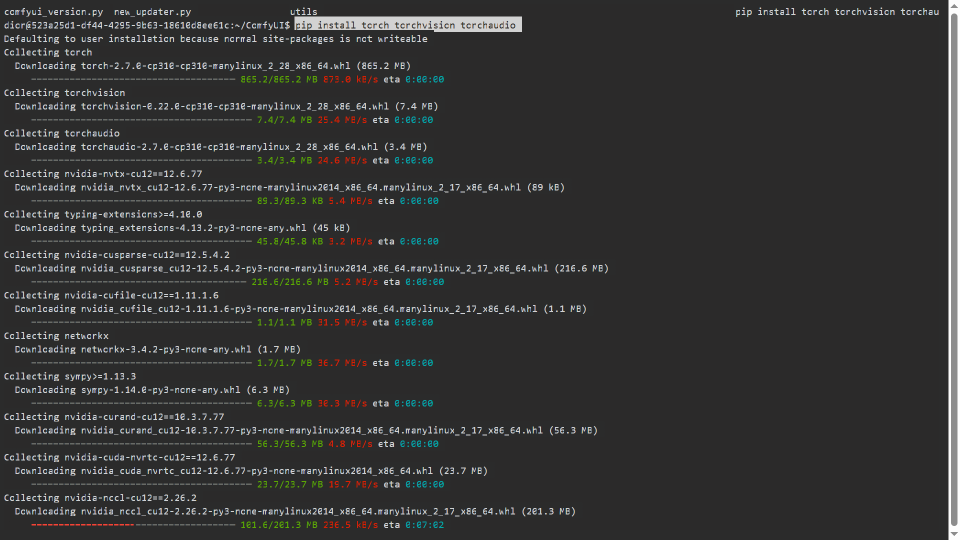 comfyui_version.py  new_updater.py                  utils                                                                             pip install torch torchvision torchau
dicr@523a25d1-df44-4295-9b63-18610d8ee61c:~/ComfyUI$ pip install torch torchvision torchaudio
Defaulting to user installation because normal site-packages is not writeable
Collecting torch
  Downloading torch-2.7.0-cp310-cp310-manylinux_2_28_x86_64.whl (865.2 MB)
     ---------------------------------------- 865.2/865.2 MB 873.0 kB/s eta 0:00:00
Collecting torchvision
  Downloading torchvision-0.22.0-cp310-cp310-manylinux_2_28_x86_64.whl (7.4 MB)
     ---------------------------------------- 7.4/7.4 MB 25.4 MB/s eta 0:00:00
Collecting torchaudio
  Downloading torchaudio-2.7.0-cp310-cp310-manylinux_2_28_x86_64.whl (3.4 MB)
     ---------------------------------------- 3.4/3.4 MB 24.6 MB/s eta 0:00:00
Collecting nvidia-nvtx-cu12==12.6.77
  Downloading nvidia_nvtx_cu12-12.6.77-py3-none-manylinux2014_x86_64.manylinux_2_17_x86_64.whl (89 kB)
     ---------------------------------------- 89.3/89.3 KB 5.4 MB/s eta 0:00:00
Collecting typing-extensions>=4.10.0
  Downloading typing_extensions-4.13.2-py3-none-any.whl (45 kB)
     ---------------------------------------- 45.8/45.8 KB 3.2 MB/s eta 0:00:00
Collecting nvidia-cusparse-cu12==12.5.4.2
  Downloading nvidia_cusparse_cu12-12.5.4.2-py3-none-manylinux2014_x86_64.manylinux_2_17_x86_64.whl (216.6 MB)
     ---------------------------------------- 216.6/216.6 MB 5.2 MB/s eta 0:00:00
Collecting nvidia-cufile-cu12==1.11.1.6
  Downloading nvidia_cufile_cu12-1.11.1.6-py3-none-manylinux2014_x86_64.manylinux_2_17_x86_64.whl (1.1 MB)
     ---------------------------------------- 1.1/1.1 MB 31.5 MB/s eta 0:00:00
Collecting networkx
  Downloading networkx-3.4.2-py3-none-any.whl (1.7 MB)
     ---------------------------------------- 1.7/1.7 MB 36.7 MB/s eta 0:00:00
Collecting sympy>=1.13.3
  Downloading sympy-1.14.0-py3-none-any.whl (6.3 MB)
     ---------------------------------------- 6.3/6.3 MB 30.3 MB/s eta 0:00:00
Collecting nvidia-curand-cu12==10.3.7.77
  Downloading nvidia_curand_cu12-10.3.7.77-py3-none-manylinux2014_x86_64.manylinux_2_17_x86_64.whl (56.3 MB)
     ---------------------------------------- 56.3/56.3 MB 4.8 MB/s eta 0:00:00
Collecting nvidia-cuda-nvrtc-cu12==12.6.77
  Downloading nvidia_cuda_nvrtc_cu12-12.6.77-py3-none-manylinux2014_x86_64.whl (23.7 MB)
     ---------------------------------------- 23.7/23.7 MB 19.7 MB/s eta 0:00:00
Collecting nvidia-nccl-cu12==2.26.2
  Downloading nvidia_nccl_cu12-2.26.2-py3-none-manylinux2014_x86_64.manylinux_2_17_x86_64.whl (201.3 MB)
     ---------------------------------------- 101.6/201.3 MB 236.5 kB/s eta 0:07:02